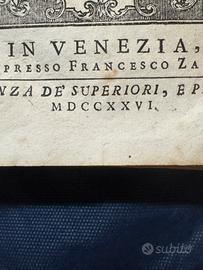 IN VENEZIA,
PRESSO FRANCESCO ZA
NZA DE' SUPERIORI, E P
MDCCXXVI.
subito